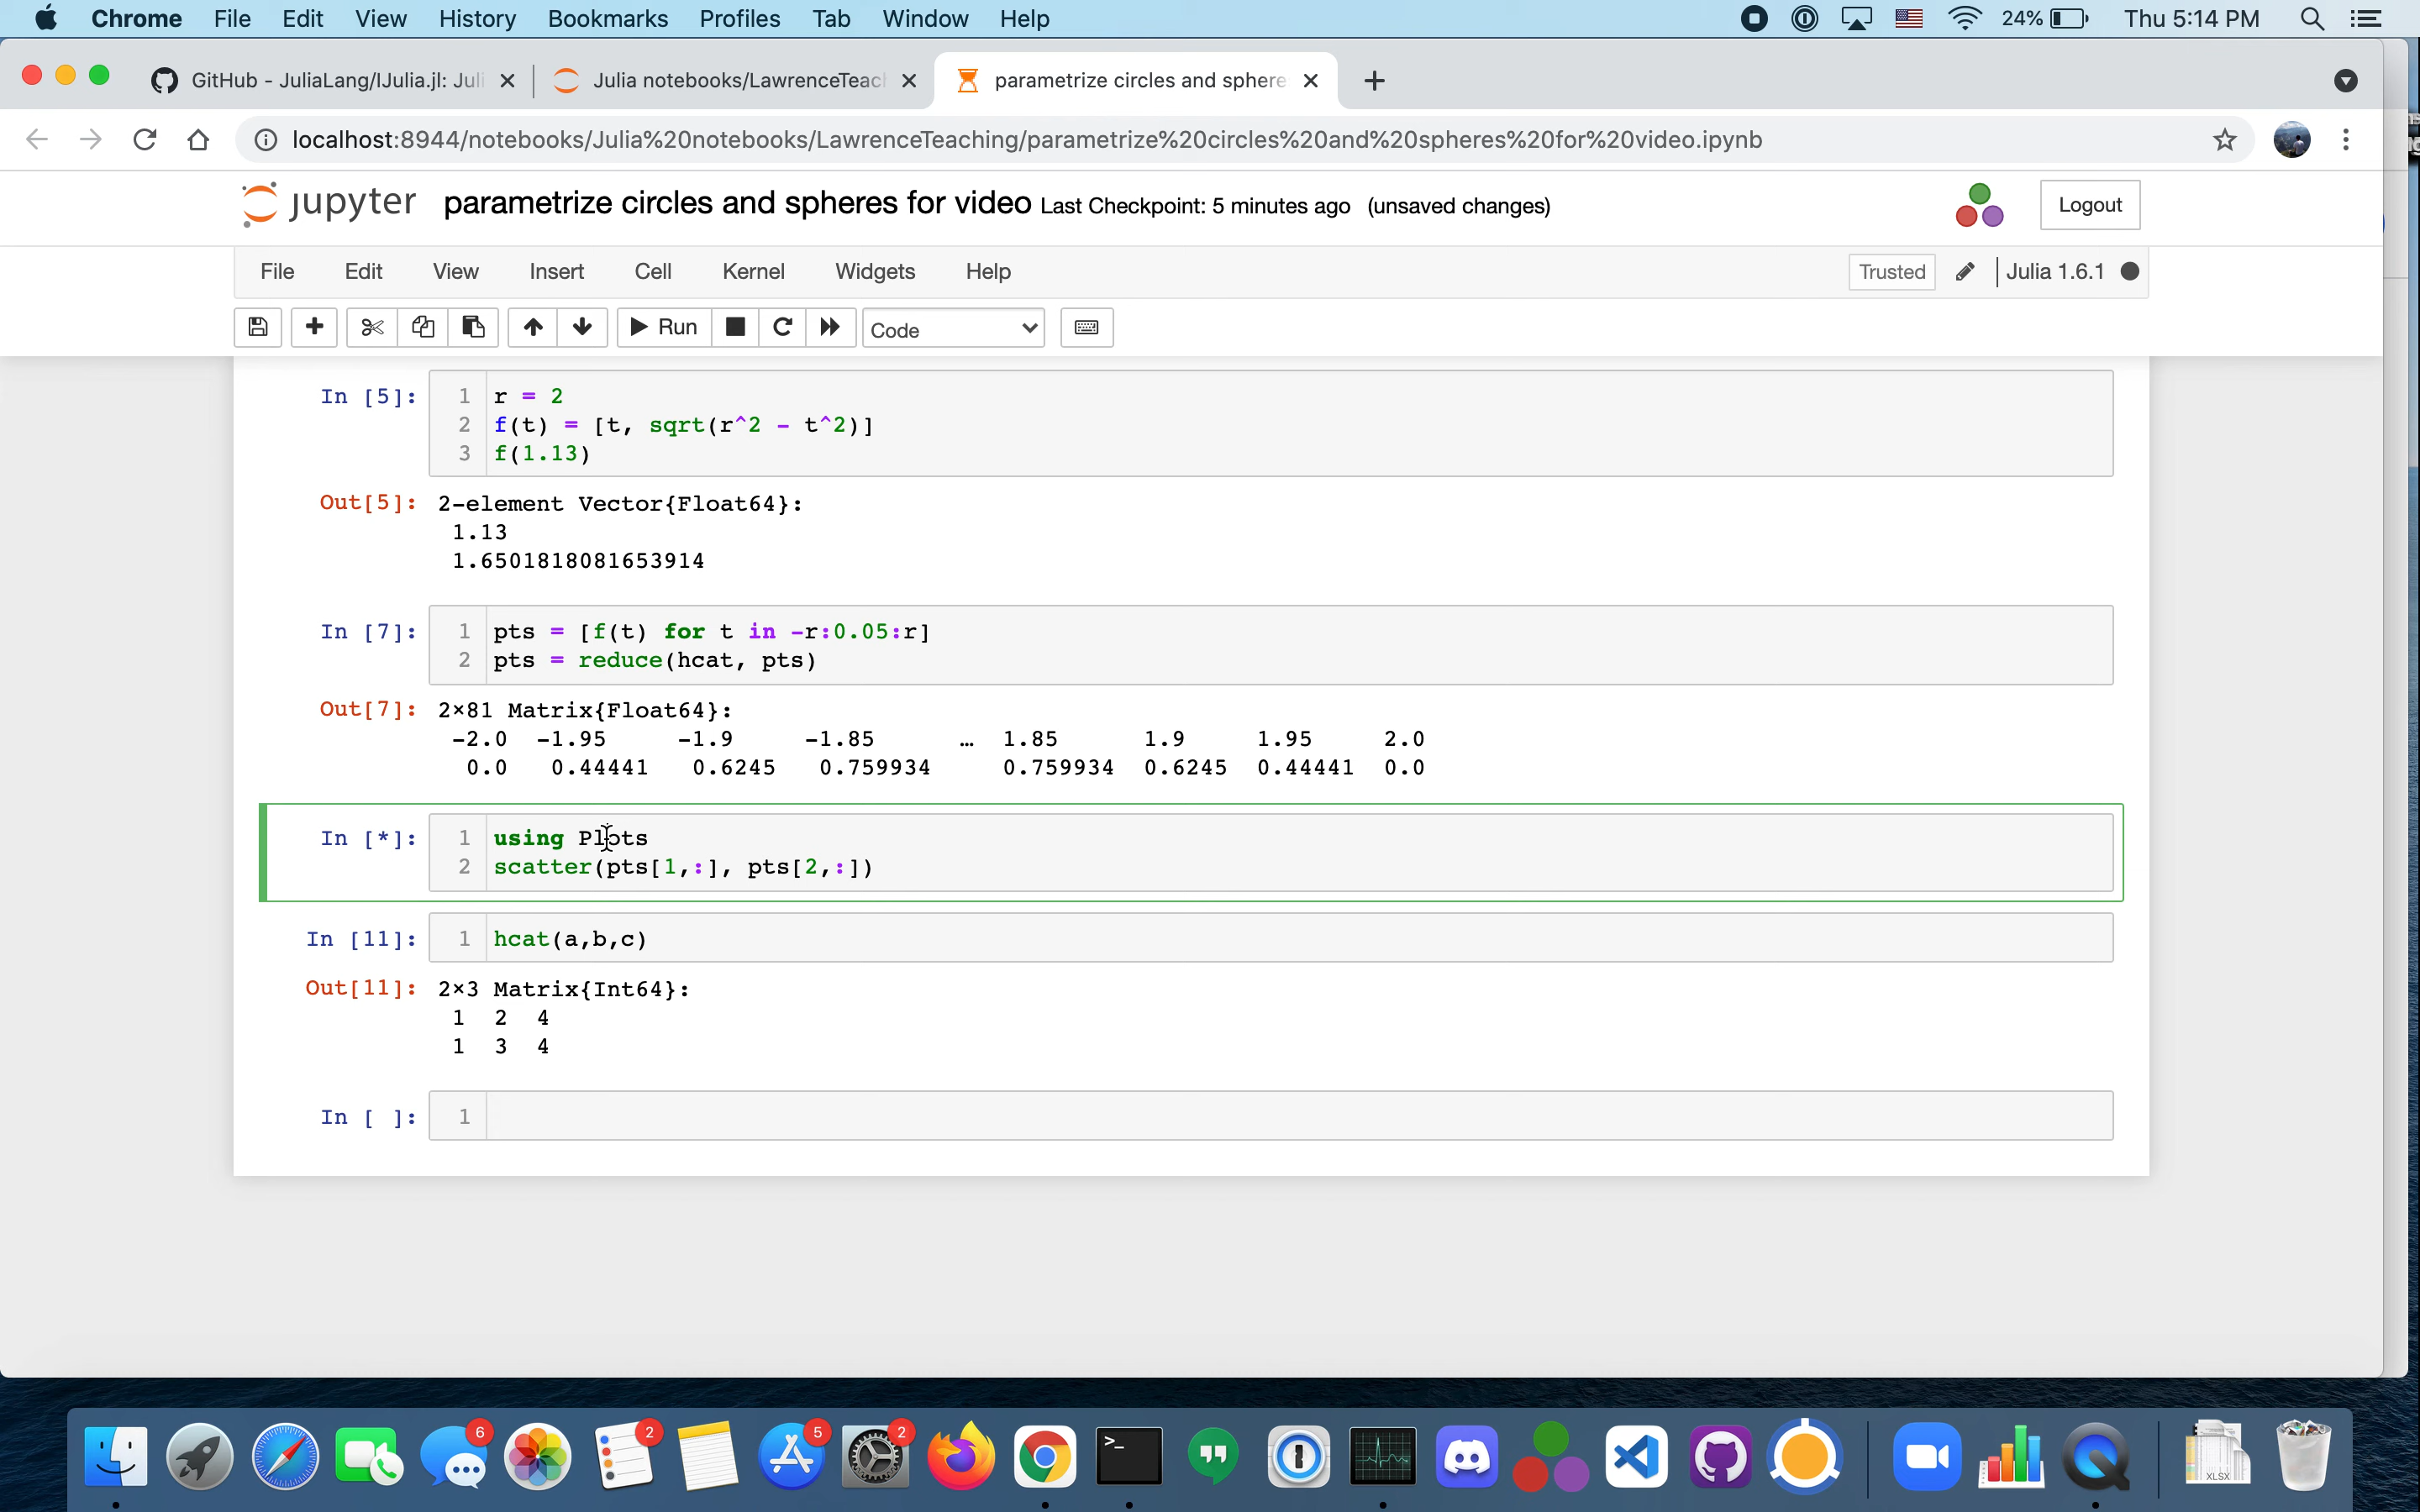 Chrome File Edit View History Bookmarks Profiles Tab Window Help 24% Thu 5:14 PM
GitHub - JuliaLang/IJulia.jl: Juli Julia notebooks/LawrenceTeach parametrize circles and sphere
localhost:8944/notebooks/Julia%20notebooks/LawrenceTeaching/parametrize%20circles%20and%20spheres%20for%20video.ipynb
jupyter parametrize circles and spheres for video Last Checkpoint: 5 minutes ago (unsaved changes) Logout
File Edit View Insert Cell Kernel Widgets Help Trusted Julia 1.6.1
Run Code
In [5]: 1 r = 2
2 f(t) = [t, sqrt(r^2 - t^2)]
3 f(1.13)
Out[5]: 2-element Vector{Float64}:
1.13
1.6501818081653914
In [7]: 1 pts = [f(t) for t in -r:0.05:r]
2 pts = reduce(hcat, pts)
Out[7]: 2×81 Matrix{Float64}:
-2.0 -1.95 -1.9 -1.85 … 1.85 1.9 1.95 2.0
0.0 0.44441 0.6245 0.759934 0.759934 0.6245 0.44441 0.0
In [*]: 1 using Plots
2 scatter(pts[1,:], pts[2,:])
In [11]: 1 hcat(a,b,c)
Out[11]: 2×3 Matrix{Int64}:
1 2 4
1 3 4
In [ ]: 1
6 2 5 2
XLSX